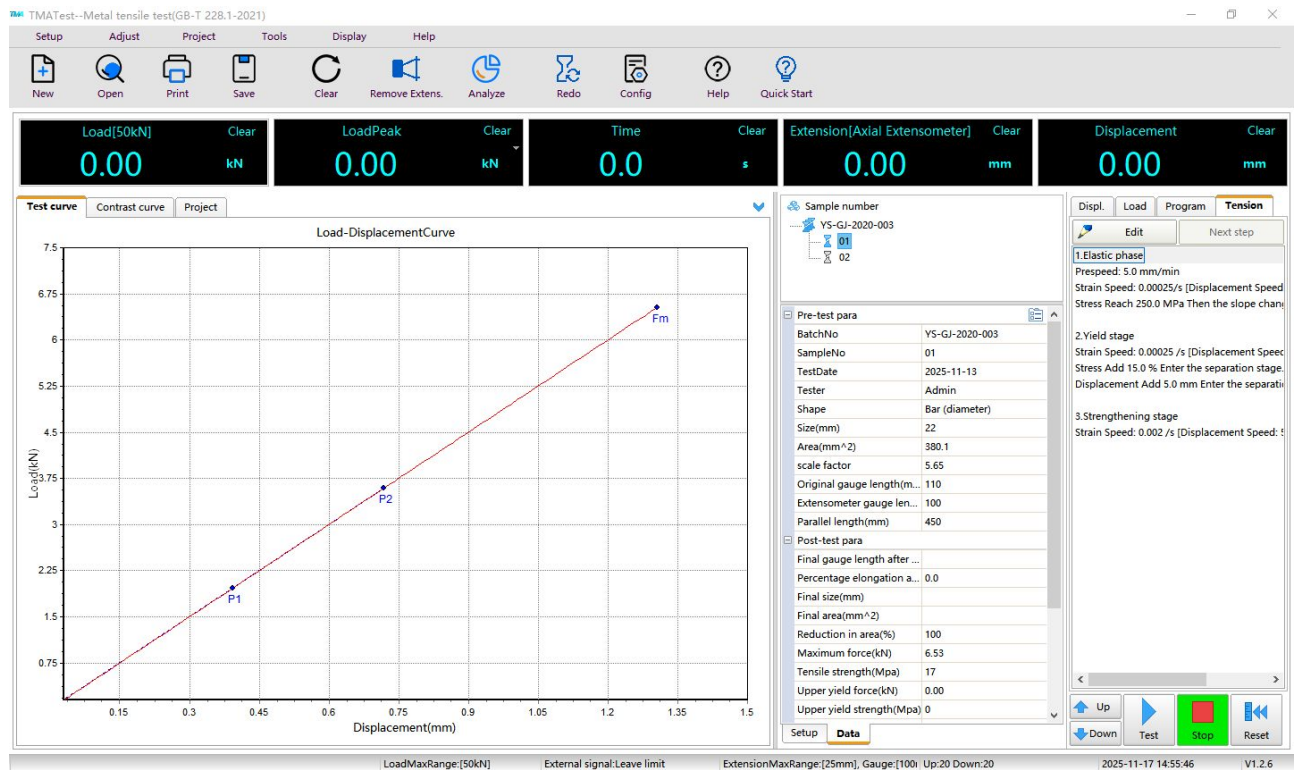 TMATest--Metal tensile test(GB-T 228.1-2021)
Setup Adjust Project Tools Display Help
New Open Print Save Clear Remove Extens. Analyze Redo Config Help Quick Start
Load[50kN] Clear LoadPeak Clear Time Clear Extension[Axial Extensometer] Clear Displacement Clear
0.00 kN 0.00 kN 0.0 s 0.00 mm 0.00 mm
Test curve Contrast curve Project
Load-DisplacementCurve
7.5
6.75
6
5.25
4.5
3.75
3
2.25
1.5
0.75
Load(kN)
Fm
P2
P1
0.15 0.3 0.45 0.6 0.75 0.9 1.05 1.2 1.35 1.5
Displacement(mm)
Sample number
YS-GJ-2020-003
01
02
Pre-test para
BatchNo YS-GJ-2020-003
SampleNo 01
TestDate 2025-11-13
Tester Admin
Shape Bar (diameter)
Size(mm) 22
Area(mm^2) 380.1
scale factor 5.65
Original gauge length(m... 110
Extensometer gauge len... 100
Parallel length(mm) 450
Post-test para
Final gauge length after ...
Percentage elongation a... 0.0
Final size(mm)
Final area(mm^2)
Reduction in area(%) 100
Maximum force(kN) 6.53
Tensile strength(Mpa) 17
Upper yield force(kN) 0.00
Upper yield strength(Mpa) 0
Setup Data
Displ. Load Program Tension
Edit Next step
1.Elastic phase
Prespeed: 5.0 mm/min
Strain Speed: 0.00025/s [Displacement Speed
Stress Reach 250.0 MPa Then the slope chan
2.Yield stage
Strain Speed: 0.00025 /s [Displacement Speed
Stress Add 15.0 % Enter the separation stage.
Displacement Add 5.0 mm Enter the separati
3.Strengthening stage
Strain Speed: 0.002 /s [Displacement Speed:
Up
Down Test Stop Reset
LoadMaxRange:[50kN] External signal:Leave limit ExtensionMaxRange:[25mm], Gauge:[100 Up:20 Down:20 2025-11-17 14:55:46 V1.2.6